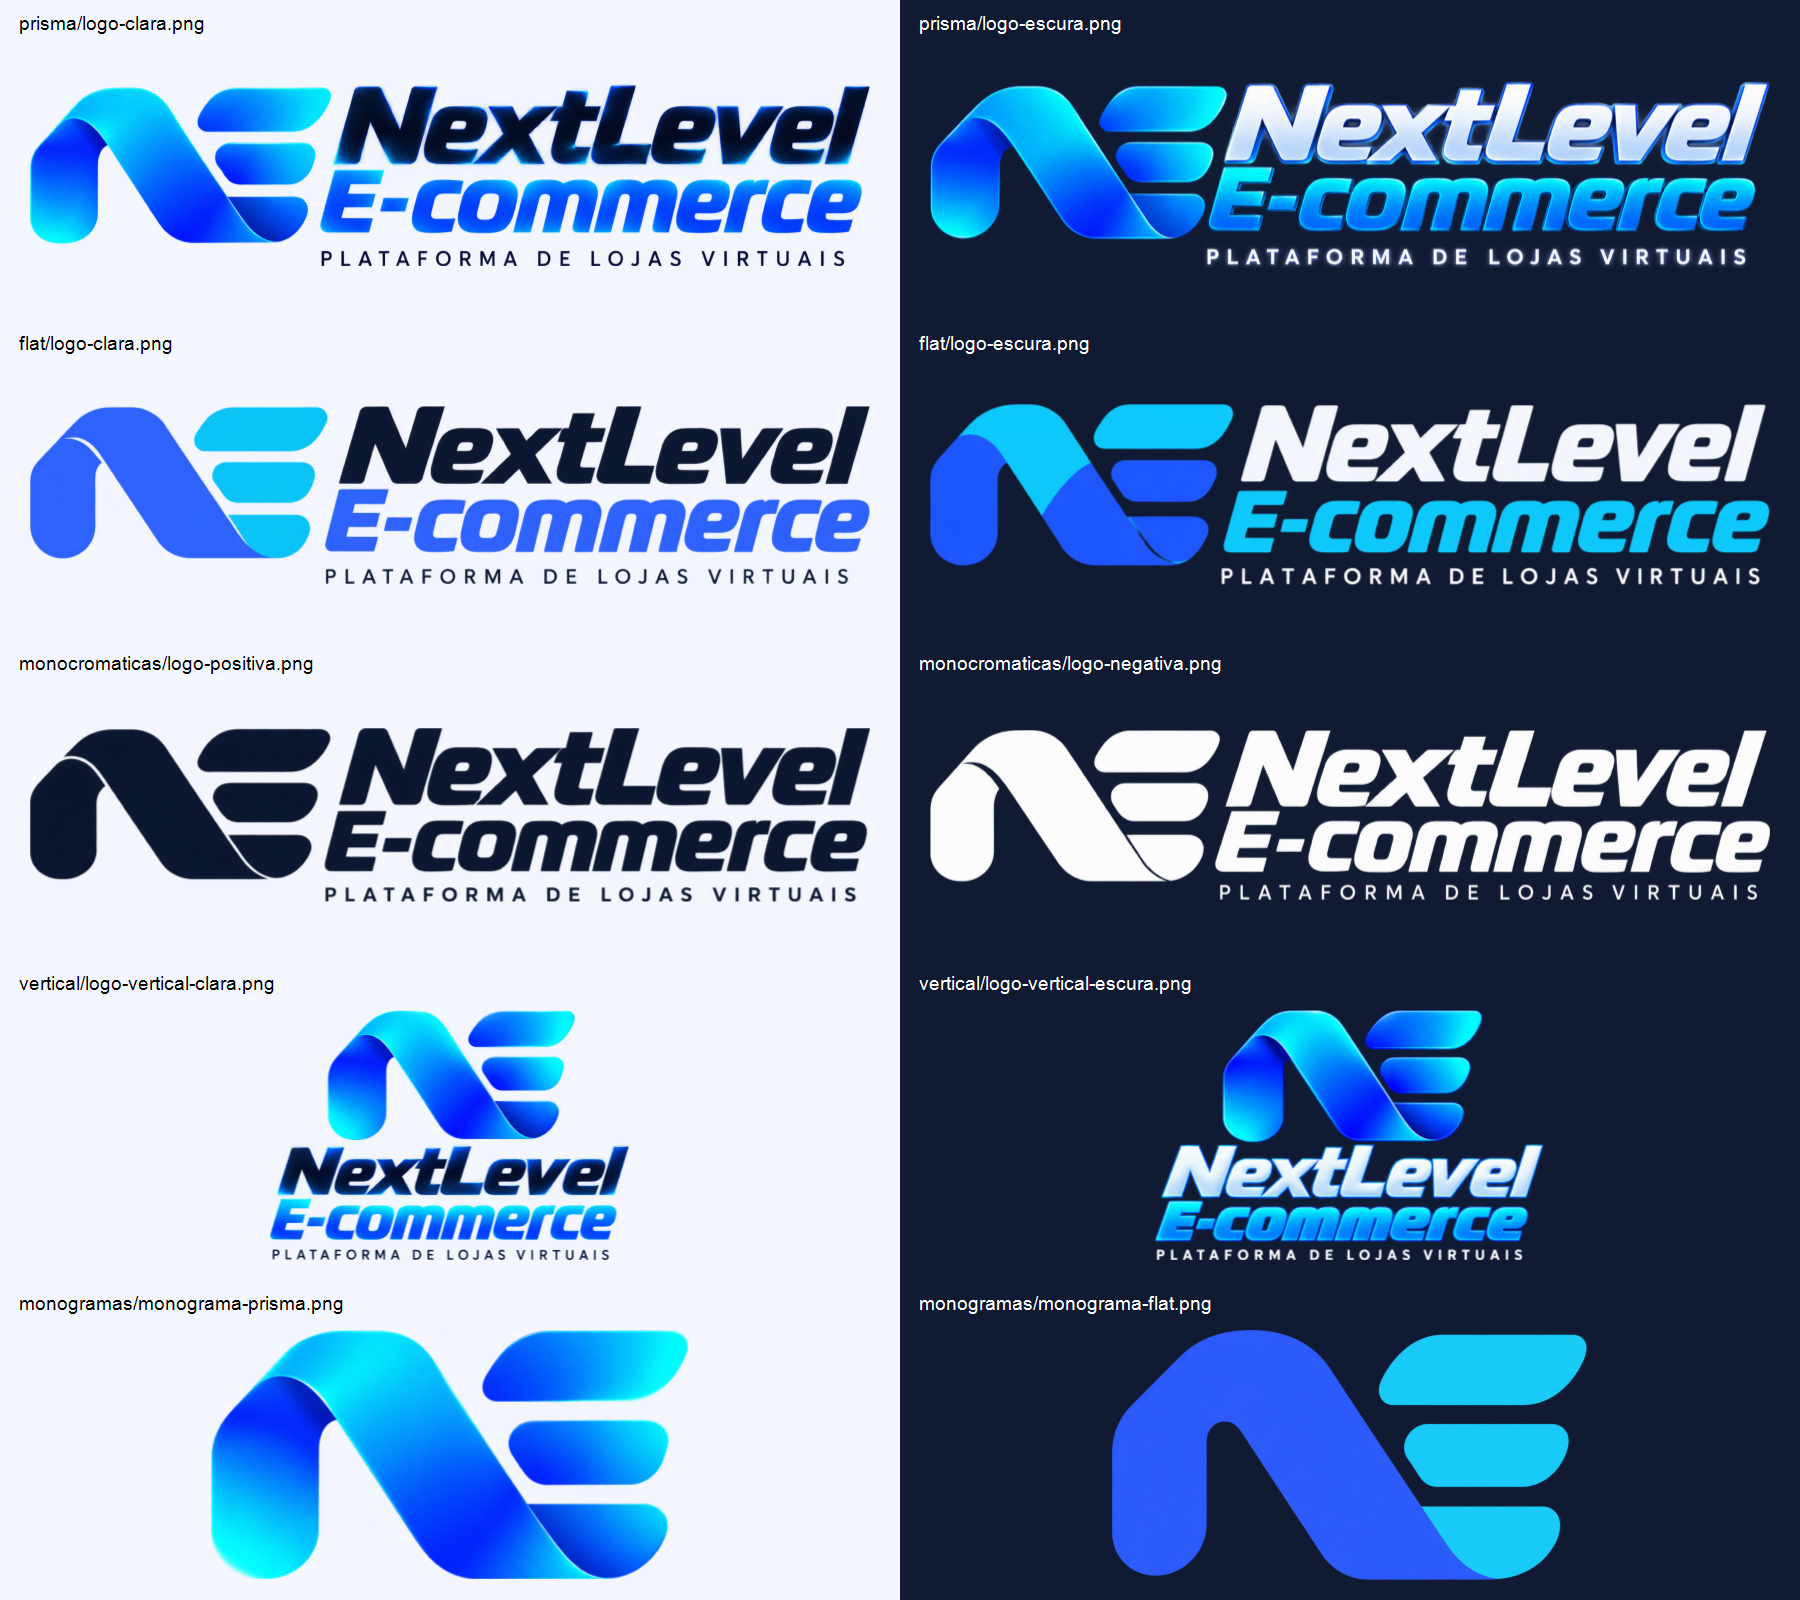 prisma/logo-clara.png
NextLevel
E-commerce
PLATAFORMA DE LOJAS VIRTUAIS
prisma/logo-escura.png
NextLevel
E-commerce
PLATAFORMA DE LOJAS VIRTUAIS
flat/logo-clara.png
NextLevel
E-commerce
PLATAFORMA DE LOJAS VIRTUAIS
flat/logo-escura.png
NextLevel
E-commerce
PLATAFORMA DE LOJAS VIRTUAIS
monocromaticas/logo-positiva.png
NextLevel
E-commerce
PLATAFORMA DE LOJAS VIRTUAIS
monocromaticas/logo-negativa.png
NextLevel
E-commerce
PLATAFORMA DE LOJAS VIRTUAIS
vertical/logo-vertical-clara.png
NextLevel
E-commerce
PLATAFORMA DE LOJAS VIRTUAIS
vertical/logo-vertical-escura.png
NextLevel
E-commerce
PLATAFORMA DE LOJAS VIRTUAIS
monogramas/monograma-prisma.png
monogramas/monograma-flat.png